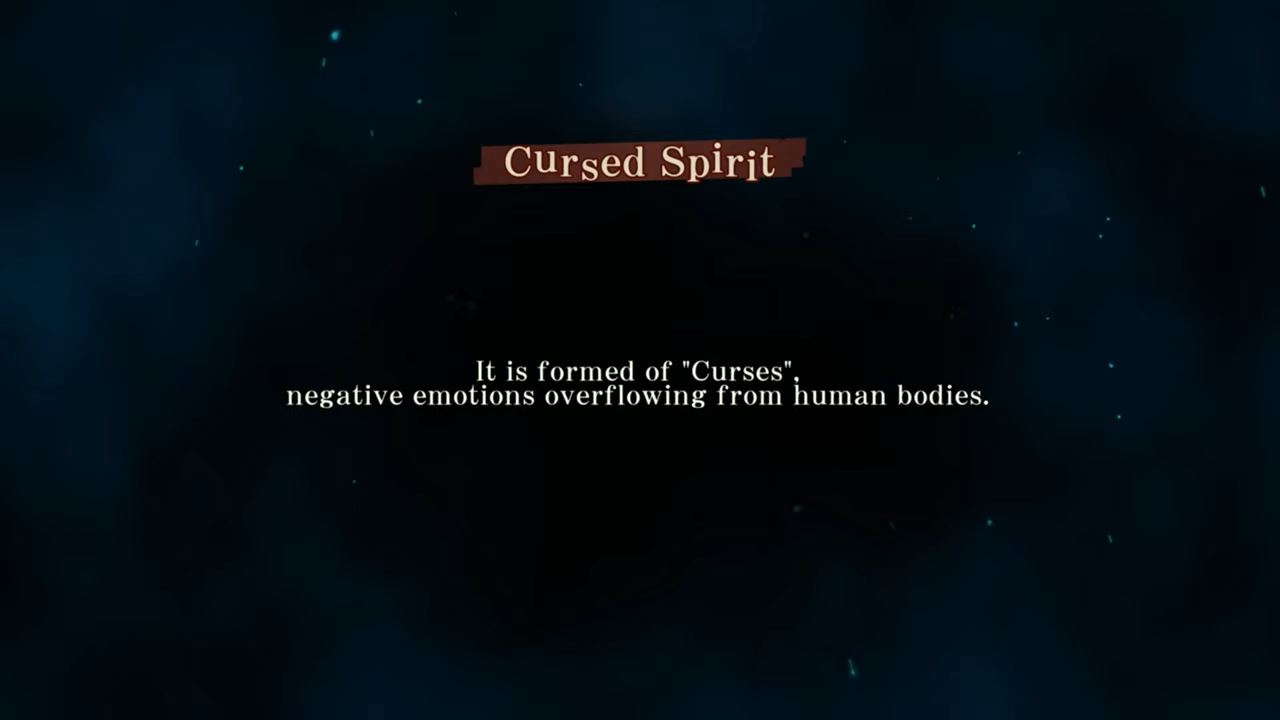 Cursed Spirit
It is formed of "Curses",
negative emotions overflowing from human bodies.